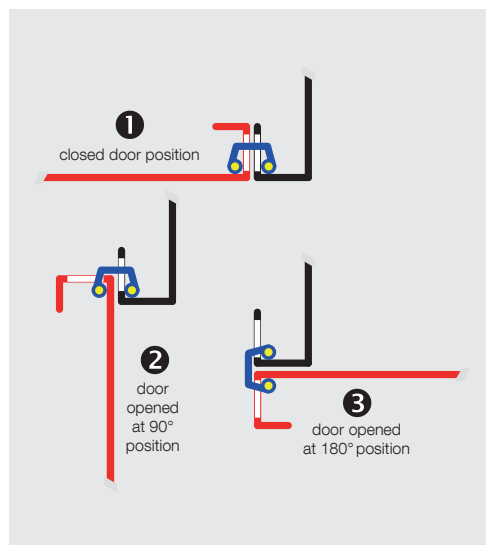 1
closed door position
2
door
opened
at 90°
position
3
door opened
at 180° position